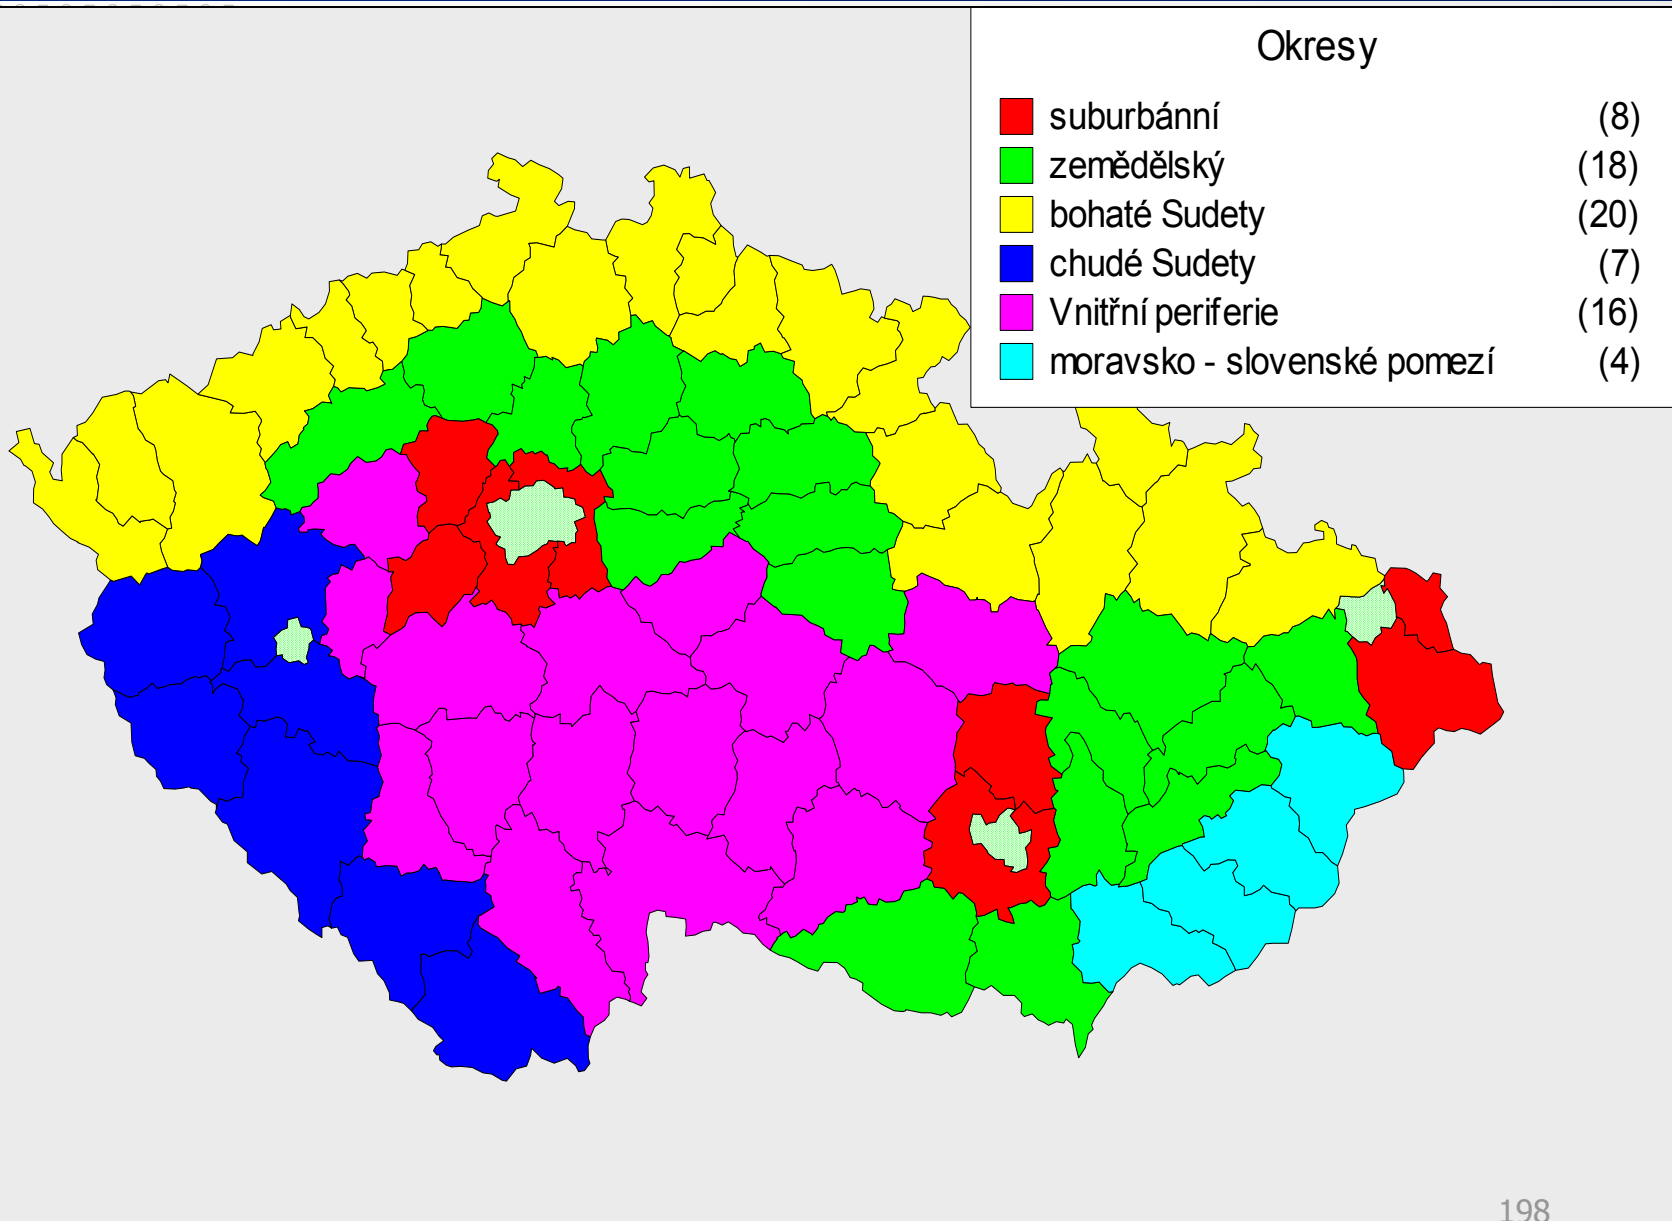 Okresy
suburbánní (8)
zemědělský (18)
bohaté Sudety (20)
chudé Sudety (7)
Vnitřní periferie (16)
moravsko - slovenské pomezí (4)
198